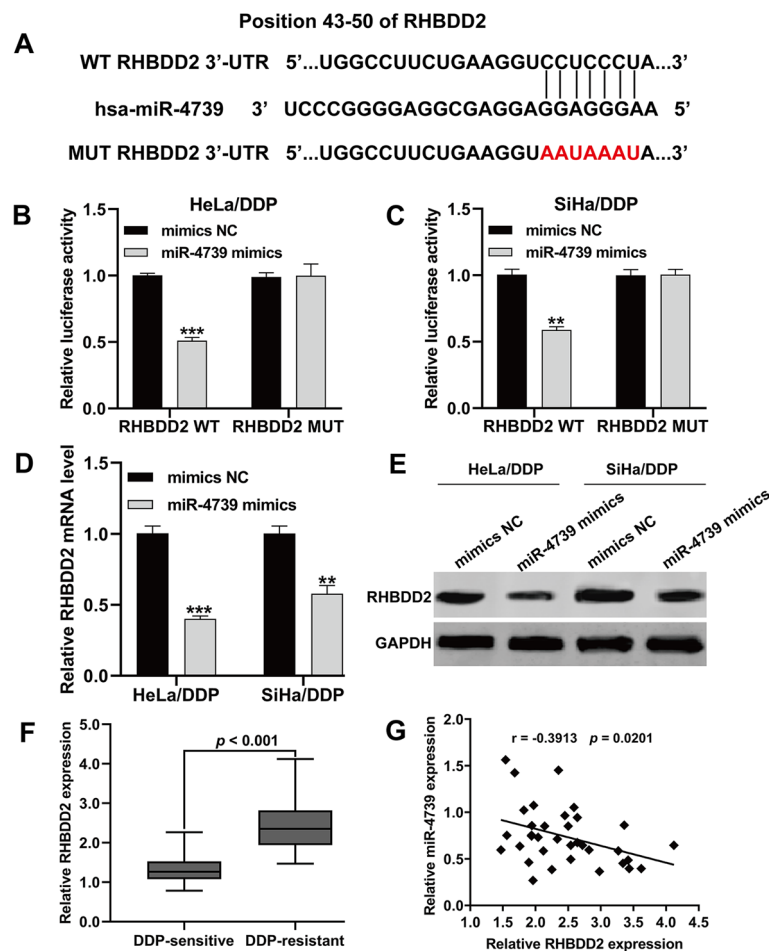 Position 43-50 of RHBDD2
A
WT RHBDD2 3’-UTR 5’...UGGCCUUCUGAAGGUCCUCCCUA...3’
hsa-miR-4739 3’ UCCCGGGGAGGCGAGGAGGAGGGAA 5’
MUT RHBDD2 3’-UTR 5’...UGGCCUUCUGAAGGUAAUAAAUA...3’
B
HeLa/DDP
Relative luciferase activity
1.5
1.0
0.5
0.0
mimics NC
miR-4739 mimics
***
RHBDD2 WT RHBDD2 MUT
C
SiHa/DDP
Relative luciferase activity
1.5
1.0
0.5
0.0
mimics NC
miR-4739 mimics
**
RHBDD2 WT RHBDD2 MUT
D
Relative RHBDD2 mRNA level
1.5
1.0
0.5
0.0
mimics NC
miR-4739 mimics
***
**
HeLa/DDP SiHa/DDP
E
HeLa/DDP SiHa/DDP
mimics NC
miR-4739 mimics
mimics NC
miR-4739 mimics
RHBDD2
GAPDH
F
Relative RHBDD2 expression
5.0
4.0
3.0
2.0
1.0
0.0
p < 0.001
DDP-sensitive DDP-resistant
G
Relative miR-4739 expression
2.0
1.5
1.0
0.5
0.0
r = -0.3913 p = 0.0201
1.0 1.5 2.0 2.5 3.0 3.5 4.0 4.5
Relative RHBDD2 expression